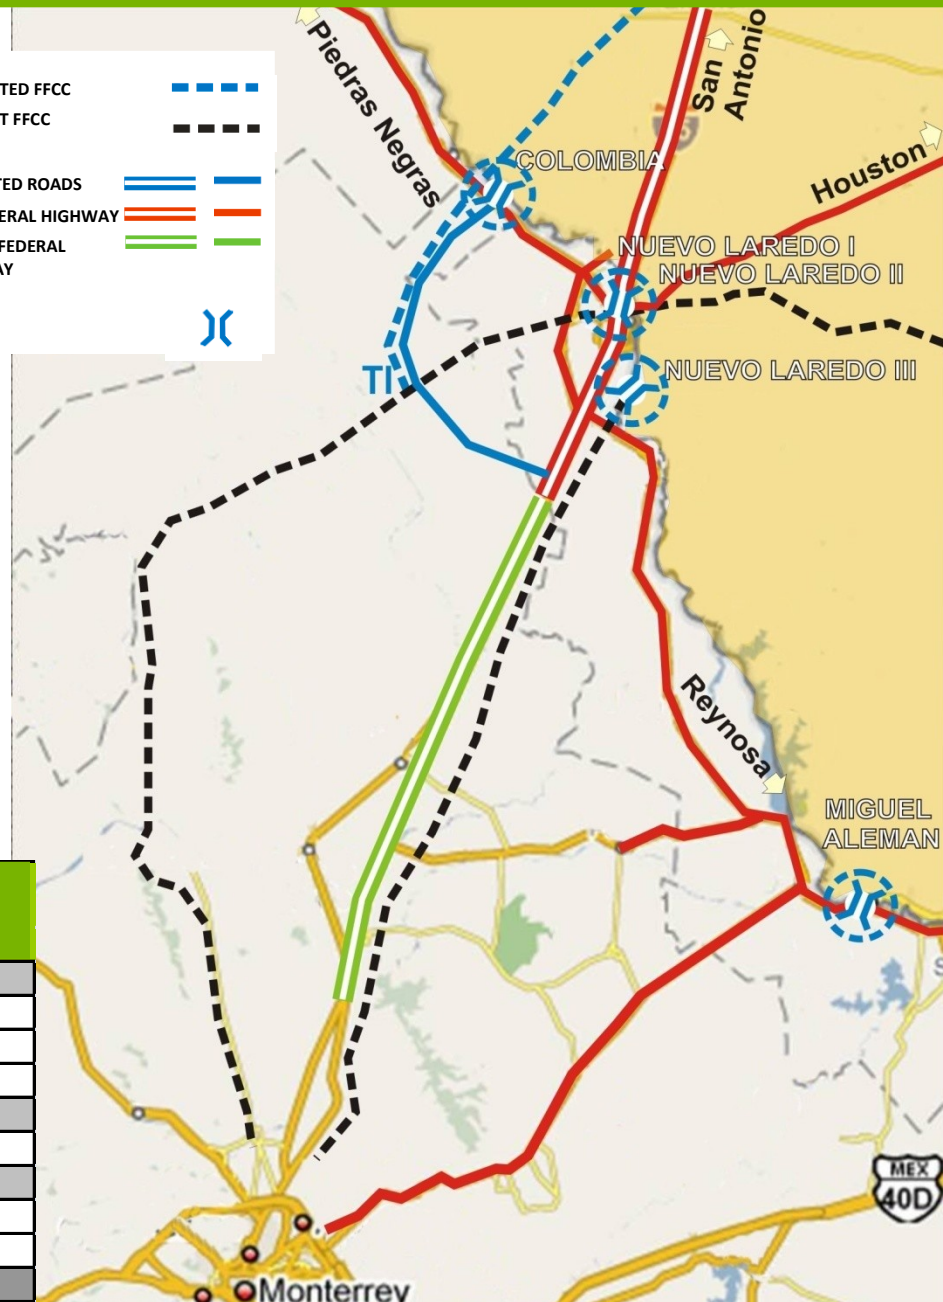 TED FFCC
T FFCC
TED ROADS
ERAL HIGHWAY
FEDERAL
AY
Piedras Negras
San
Antonio
COLOMBIA
Houston
NUEVO LAREDO I
NUEVO LAREDO II
NUEVO LAREDO III
TI
Reynosa
MIGUEL
ALEMAN
S
MEX
40D
Monterrey